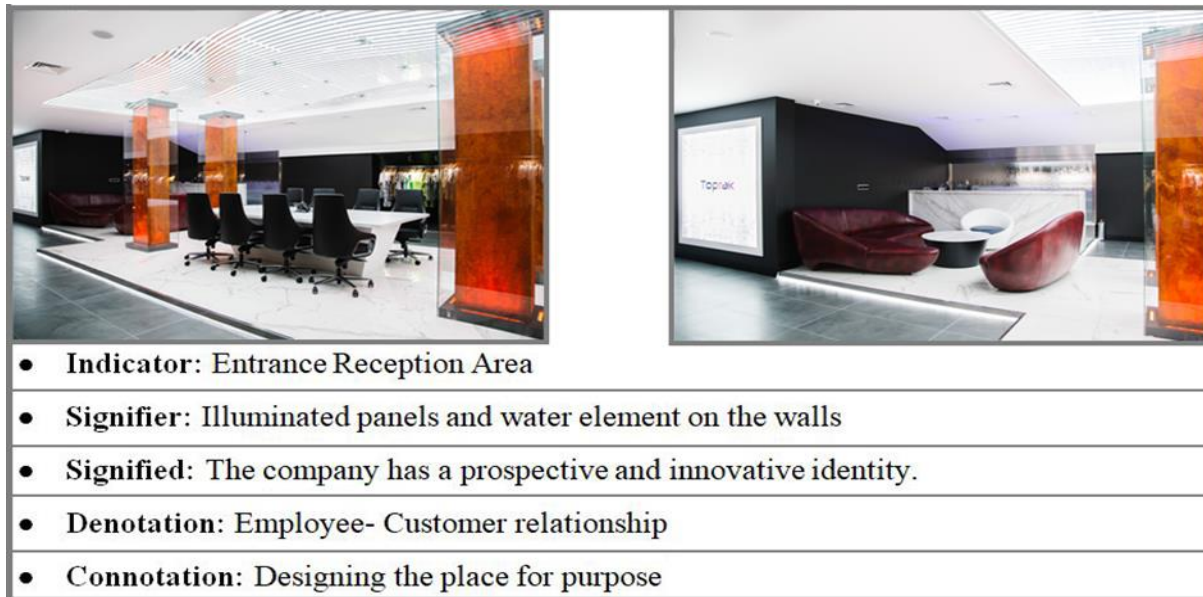 Toprak
● Indicator: Entrance Reception Area
● Signifier: Illuminated panels and water element on the walls
● Signified: The company has a prospective and innovative identity.
● Denotation: Employee- Customer relationship
● Connotation: Designing the place for purpose